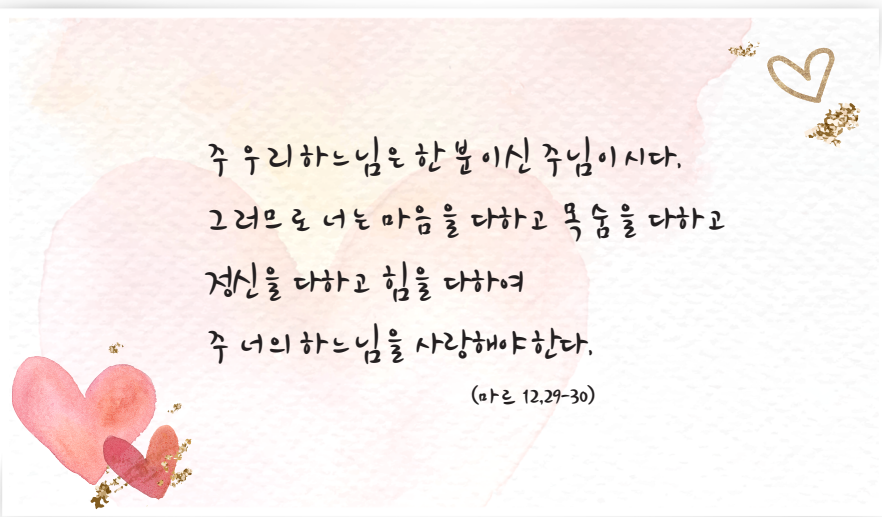 주 우리 하느님은 한 분이신 주님이시다.
그러므로 너는 마음을 다하고 목숨을 다하고
정신을 다하고 힘을 다하여
주 너의 하느님을 사랑해야 한다.
(마르 12,29-30)